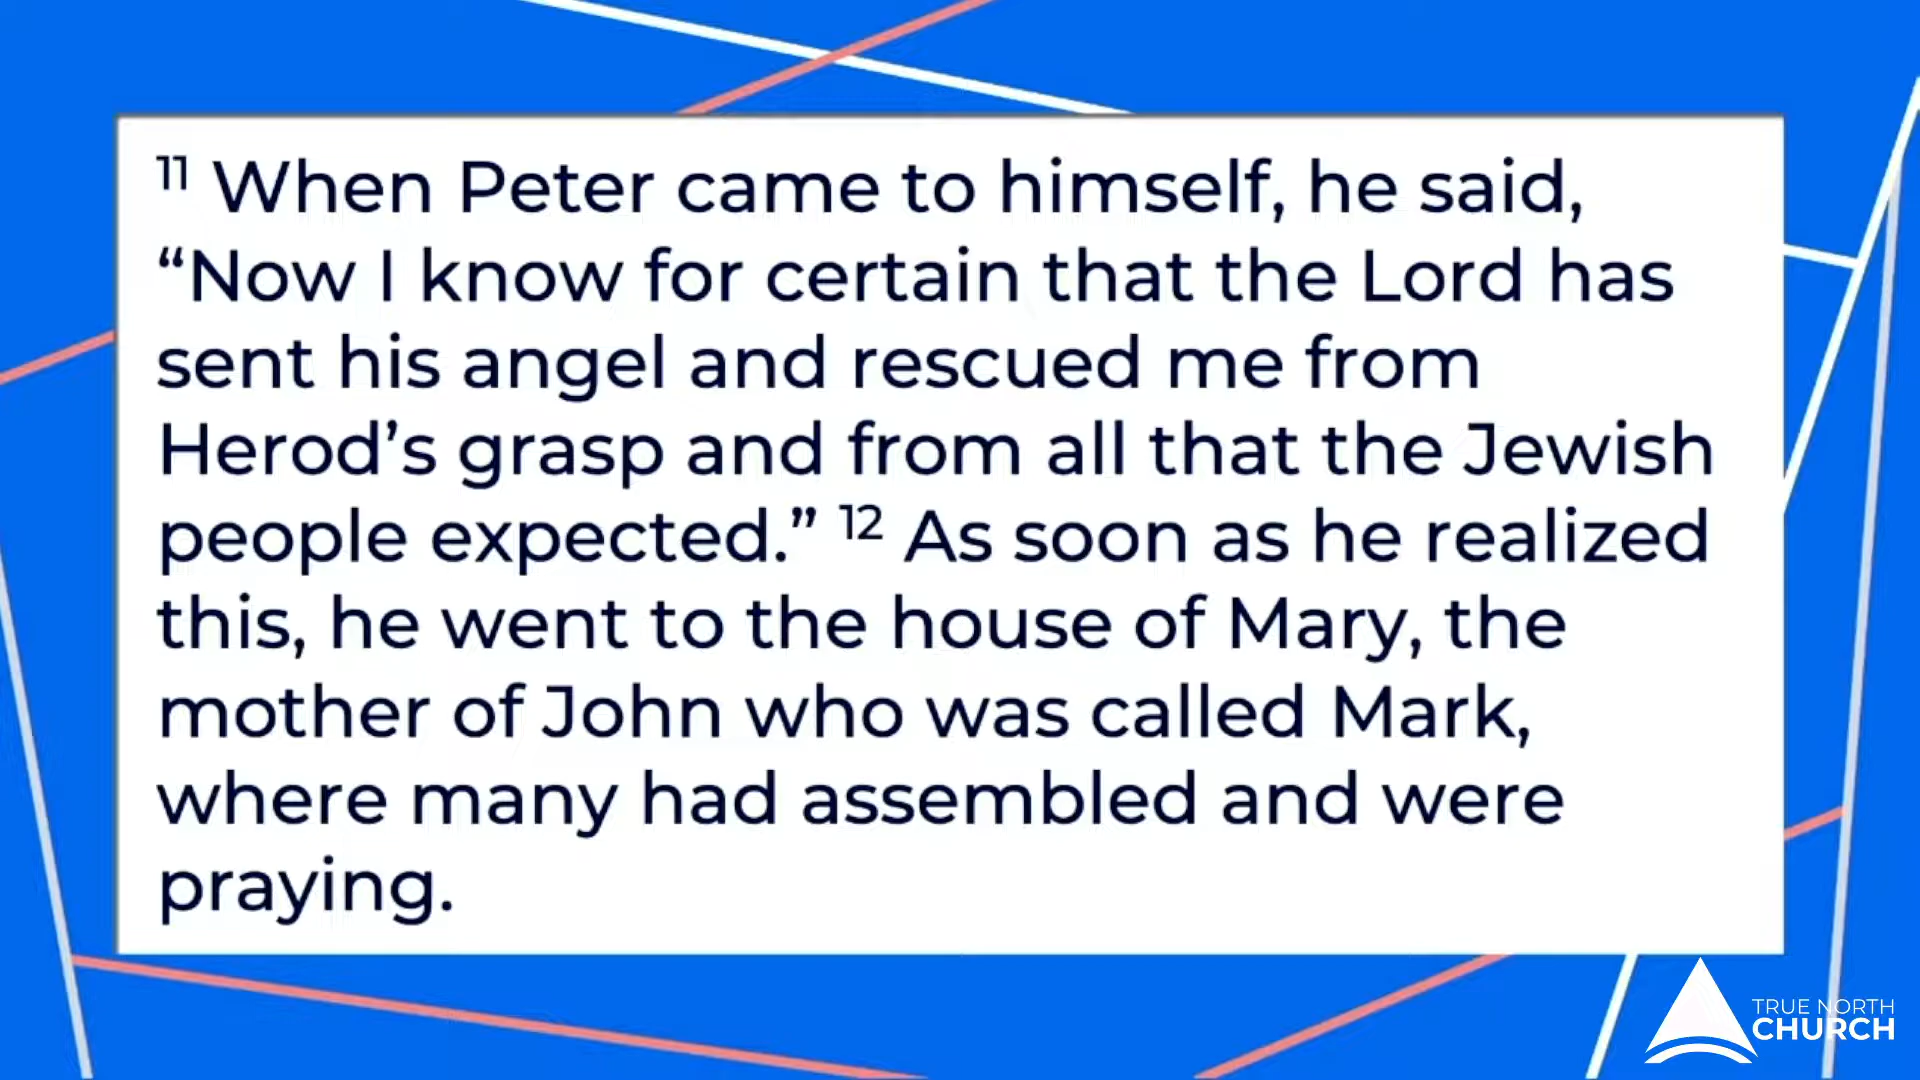 11 When Peter came to himself, he said,
“Now I know for certain that the Lord has
sent his angel and rescued me from
Herod’s grasp and from all that the Jewish
people expected.” 12 As soon as he realized
this, he went to the house of Mary, the
mother of John who was called Mark,
where many had assembled and were
praying.
TRUE NORTH
CHURCH